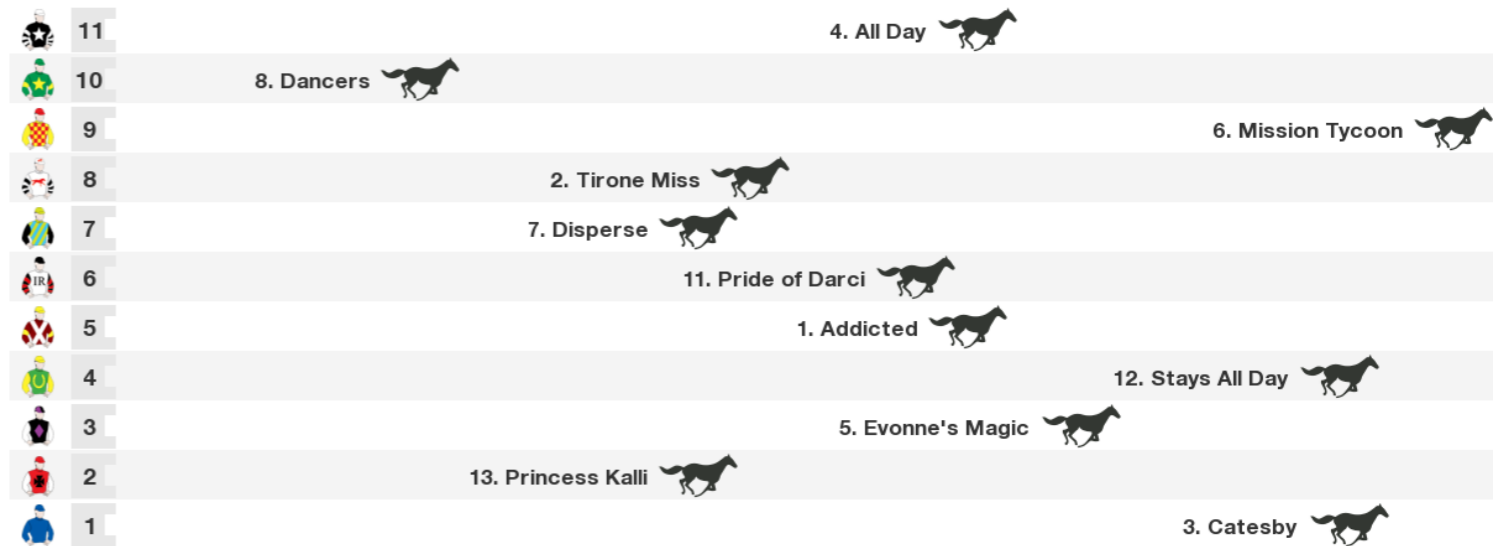 11 4. All Day
10 8. Dancers
9 6. Mission Tycoon
8 2. Tirone Miss
7 7. Disperse
6 11. Pride of Darci
IR
5 1. Addicted
4 12. Stays All Day
3 5. Evonne's Magic
2 13. Princess Kalli
1 3. Catesby